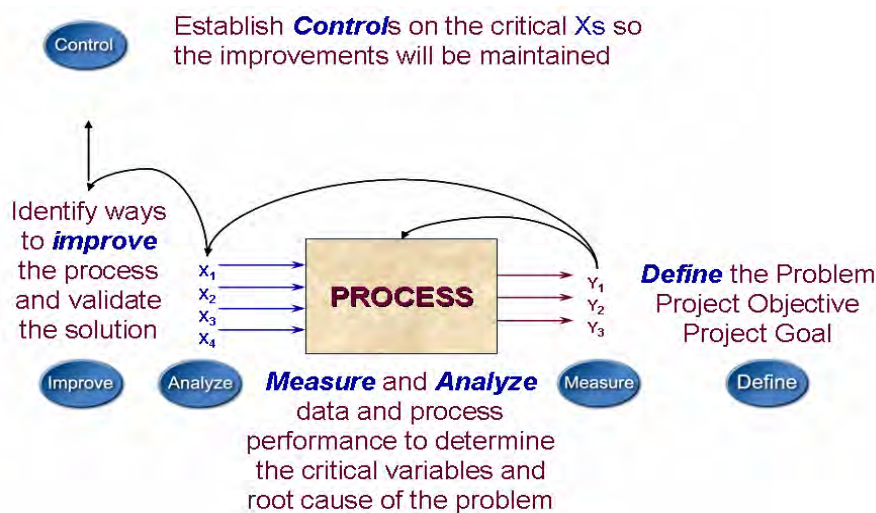 Control
Establish Controls on the critical Xs so
the improvements will be maintained
Identify ways
to improve
the process
and validate
the solution
X1
X2
X3
X4
PROCESS
Y1
Y2
Y3
Define the Problem
Project Objective
Project Goal
Improve
Analyze
Measure and Analyze
data and process
performance to determine
the critical variables and
root cause of the problem
Measure
Define